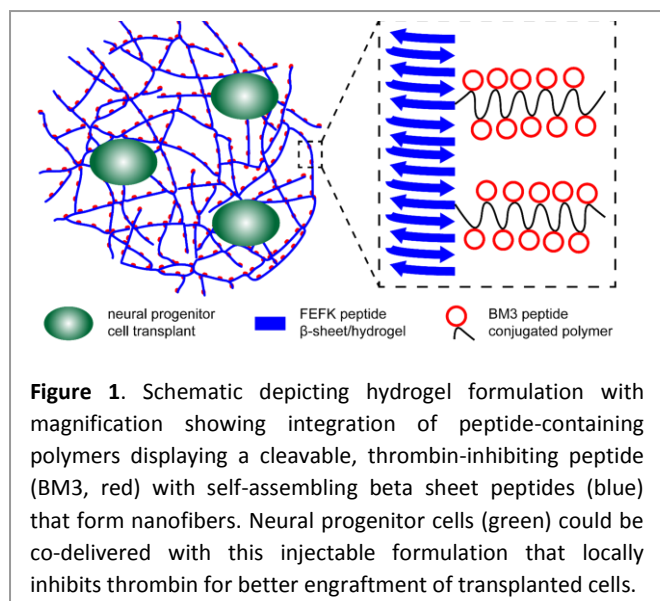 neural progenitor
cell transplant
FEFK peptide
β-sheet/hydrogel
BM3 peptide
conjugated polymer
Figure 1. Schematic depicting hydrogel formulation with
magnification showing integration of peptide-containing
polymers displaying a cleavable, thrombin-inhibiting peptide
(BM3, red) with self-assembling beta sheet peptides (blue)
that form nanofibers. Neural progenitor cells (green) could be
co-delivered with this injectable formulation that locally
inhibits thrombin for better engraftment of transplanted cells.